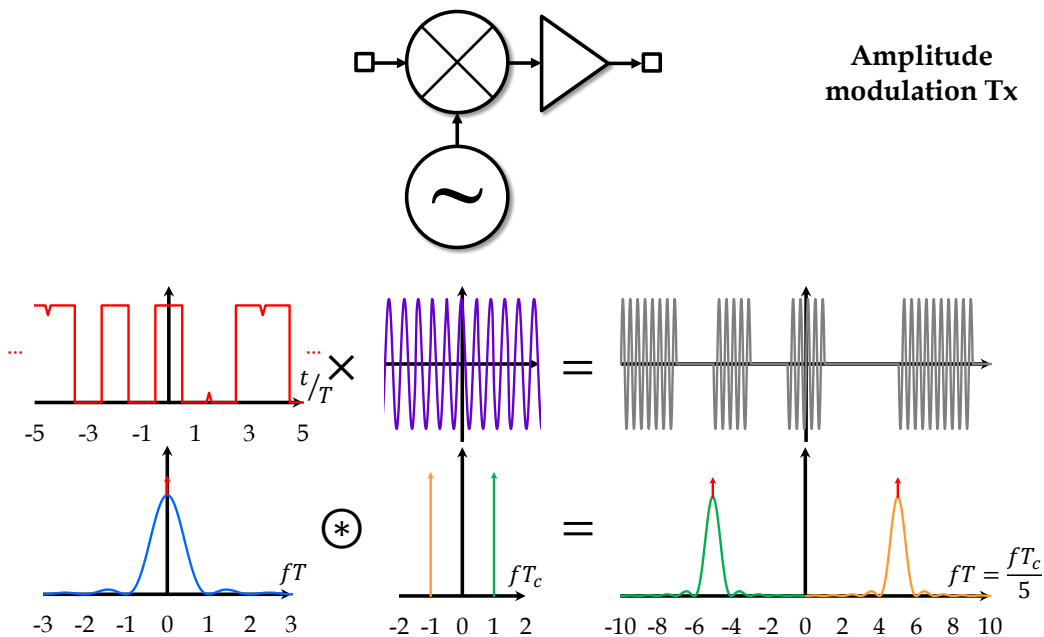 Amplitude
modulation Tx
~
... ... t/T × =
-5 -3 -1 1 3 5
* =
fT fT_c fT = fT_c/5
-3 -2 -1 0 1 2 3
-2 -1 0 1 2
-10 -8 -6 -4 -2 0 2 4 6 8 10